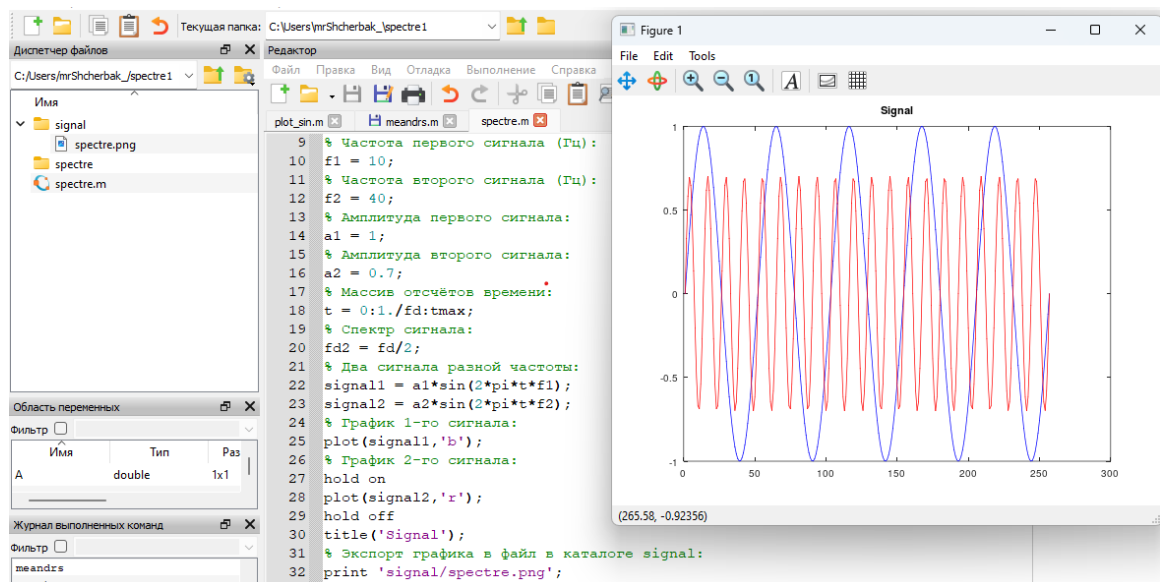 Текущая папка: C:\Users\mrShcherbak_\spectre1
Диспетчер файлов
C:/Users/mrShcherbak_/spectre1
Имя
signal
spectre.png
spectre
spectre.m
Область переменных
Фильтр
Имя Тип Раз
A double 1x1
Журнал выполненных команд
Фильтр
meandrs
Редактор
Файл Правка Вид Отладка Выполнение Справка
plot_sin.m meandrs.m spectre.m
9 % Частота первого сигнала (Гц):
10 f1 = 10;
11 % Частота второго сигнала (Гц):
12 f2 = 40;
13 % Амплитуда первого сигнала:
14 a1 = 1;
15 % Амплитуда второго сигнала:
16 a2 = 0.7;
17 % Массив отсчётов времени:
18 t = 0:1./fd:tmax;
19 % Спектр сигнала:
20 fd2 = fd/2;
21 % Два сигнала разной частоты:
22 signal1 = a1*sin(2*pi*t*f1);
23 signal2 = a2*sin(2*pi*t*f2);
24 % График 1-го сигнала:
25 plot(signal1,'b');
26 % График 2-го сигнала:
27 hold on
28 plot(signal2,'r');
29 hold off
30 title('Signal');
31 % Экспорт графика в файл в каталоге signal:
32 print 'signal/spectre.png';
Figure 1
File Edit Tools
1 A
Signal
1
0.5
0
-0.5
-1
0 50 100 150 200 250 300
(265.58, -0.92356)